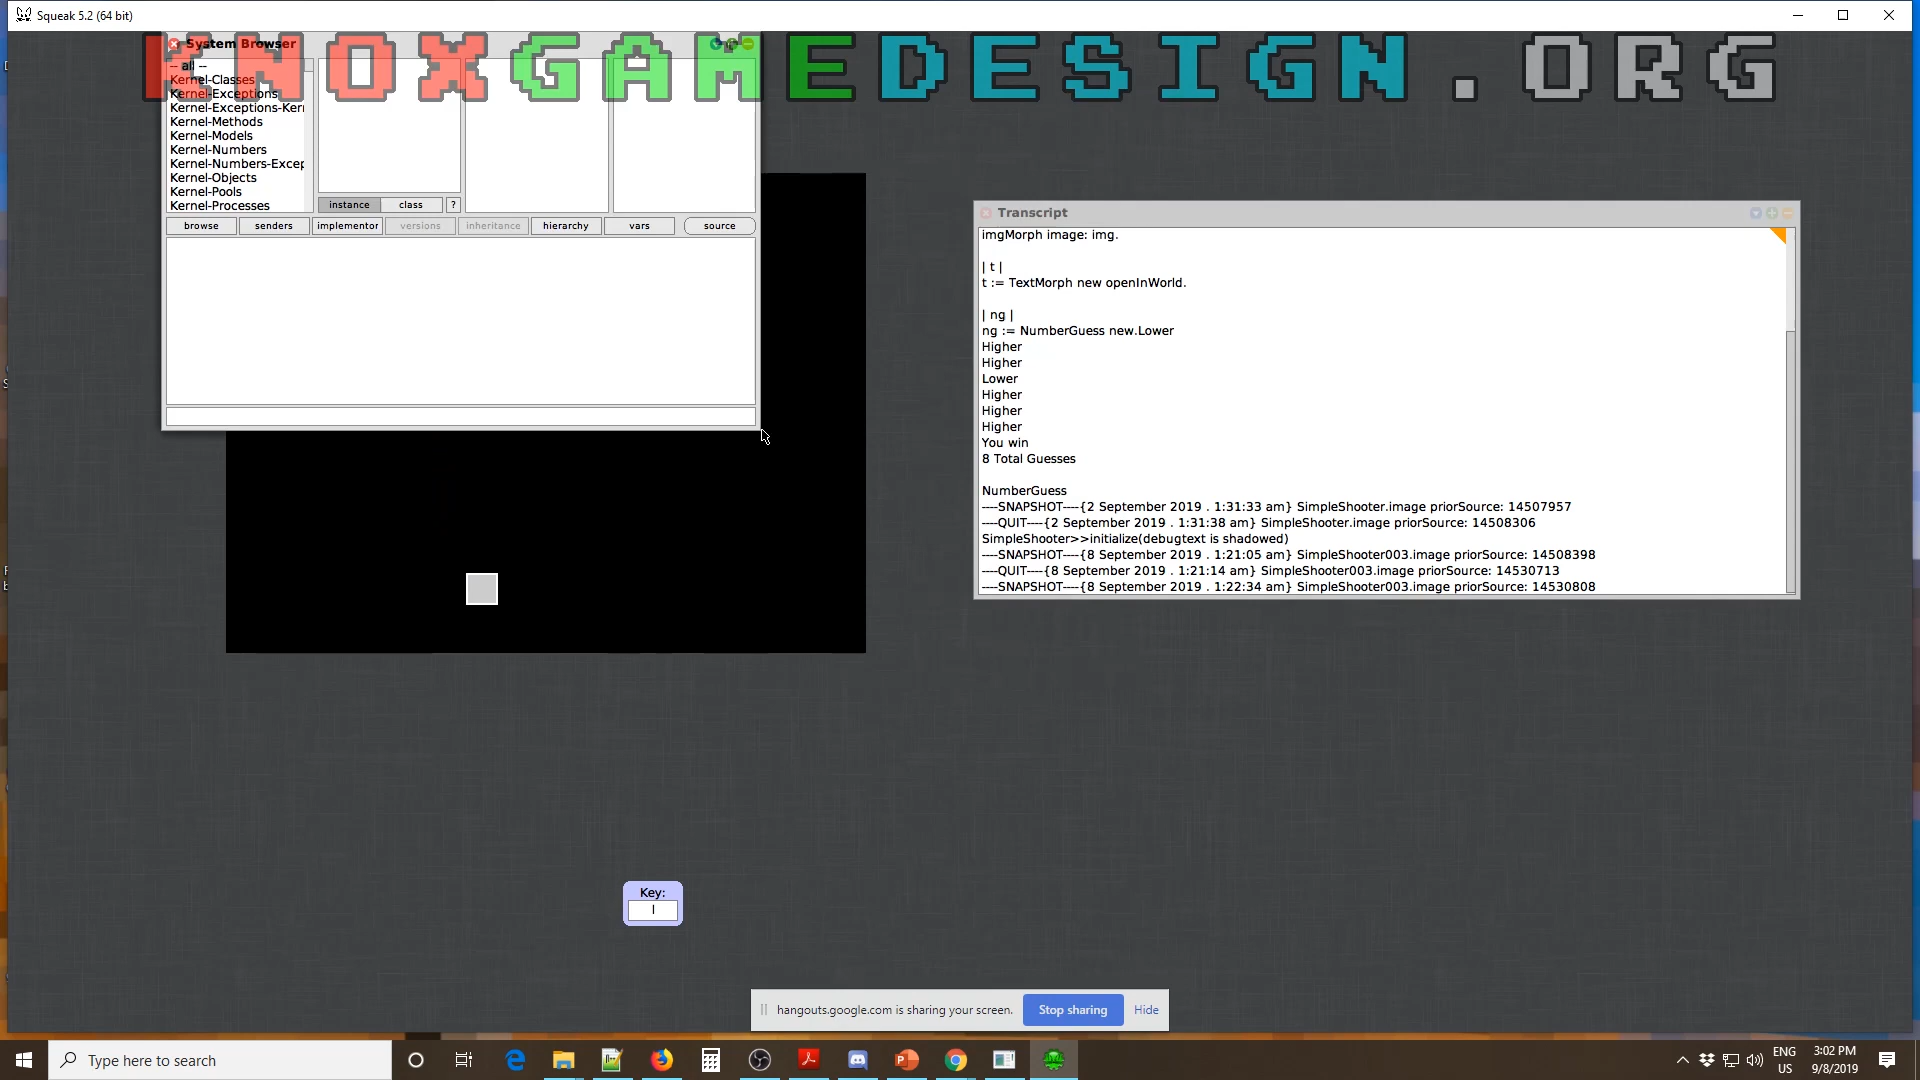 Squeak 5.2 (64 bit)
KNOXGAMEDESIGN.ORG
System Browser
-- all --
Kernel-Classes
Kernel-Exceptions
Kernel-Exceptions-Kern
Kernel-Methods
Kernel-Models
Kernel-Numbers
Kernel-Numbers-Excep
Kernel-Objects
Kernel-Pools
Kernel-Processes
instance class ?
browse senders implementor versions inheritance hierarchy vars source
Transcript
imgMorph image: img.
| t |
t := TextMorph new openInWorld.
| ng |
ng := NumberGuess new.Lower
Higher
Higher
Lower
Higher
Higher
Higher
You win
8 Total Guesses
NumberGuess
----SNAPSHOT----{2 September 2019 . 1:31:33 am} SimpleShooter.image priorSource: 14507957
----QUIT----{2 September 2019 . 1:31:38 am} SimpleShooter.image priorSource: 14508306
SimpleShooter>>initialize(debugtext is shadowed)
----SNAPSHOT----{8 September 2019 . 1:21:05 am} SimpleShooter003.image priorSource: 14508398
----QUIT----{8 September 2019 . 1:21:14 am} SimpleShooter003.image priorSource: 14530713
----SNAPSHOT----{8 September 2019 . 1:22:34 am} SimpleShooter003.image priorSource: 14530808
Key:
l
hangouts.google.com is sharing your screen. Stop sharing Hide
Type here to search
ENG
US
3:02 PM
9/8/2019